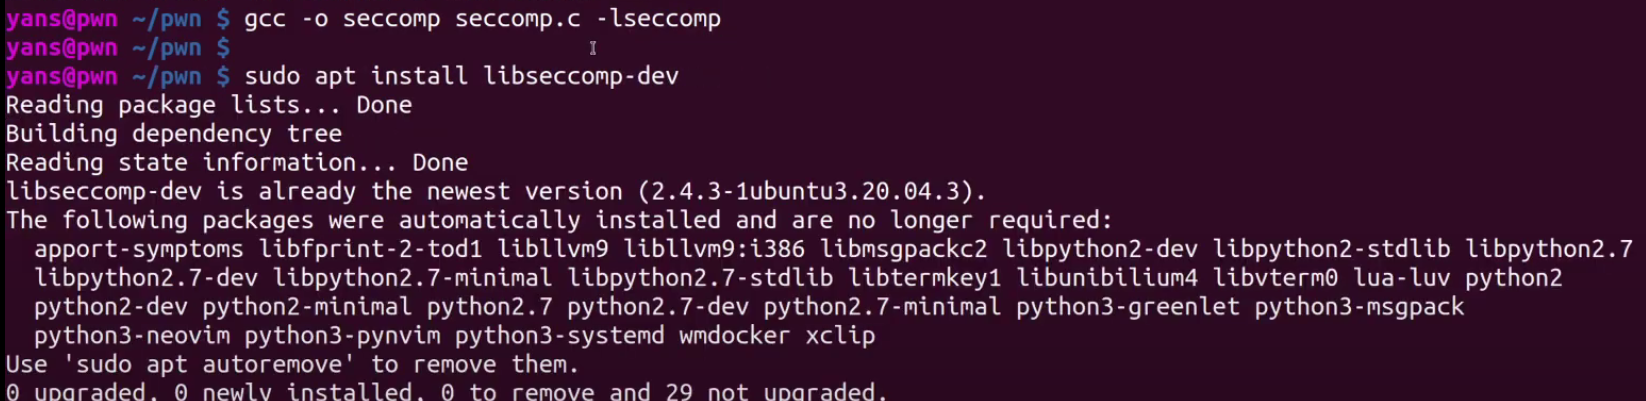 yans@pwn ~/pwn $ gcc -o seccomp seccomp.c -lseccomp
yans@pwn ~/pwn $
yans@pwn ~/pwn $ sudo apt install libseccomp-dev
Reading package lists... Done
Building dependency tree
Reading state information... Done
libseccomp-dev is already the newest version (2.4.3-1ubuntu3.20.04.3).
The following packages were automatically installed and are no longer required:
  apport-symptoms libfprint-2-tod1 libllvm9 libllvm9:i386 libmsgpackc2 libpython2-dev libpython2-stdlib libpython2.7
  libpython2.7-dev libpython2.7-minimal libpython2.7-stdlib libtermkey1 libunibilium4 libvterm0 lua-luv python2
  python2-dev python2-minimal python2.7 python2.7-dev python2.7-minimal python3-greenlet python3-msgpack
  python3-neovim python3-pynvim python3-systemd wmdocker xclip
Use 'sudo apt autoremove' to remove them.
0 upgraded, 0 newly installed, 0 to remove and 29 not upgraded.